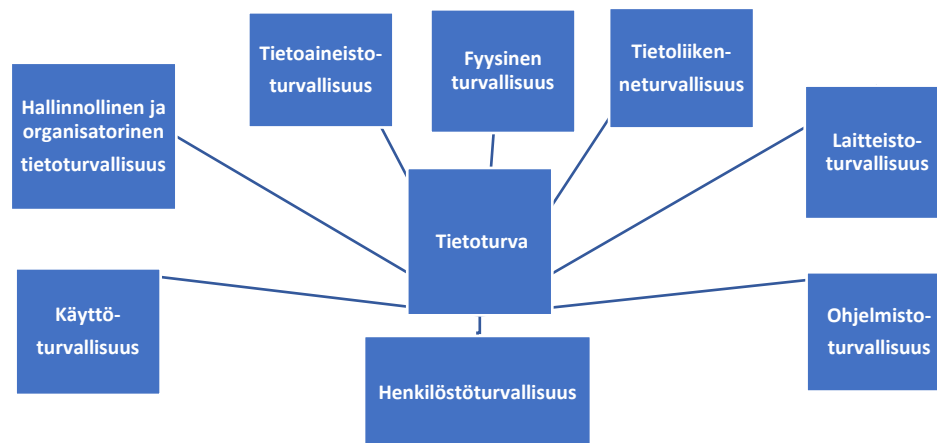 Tietoaineisto-
turvallisuus
Fyysinen
turvallisuus
Tietoliiken-
neturvallisuus
Hallinnollinen ja
organisatorinen
tietoturvallisuus
Laitteisto-
turvallisuus
Tietoturva
Käyttö-
turvallisuus
Henkilöstöturvallisuus
Ohjelmisto-
turvallisuus